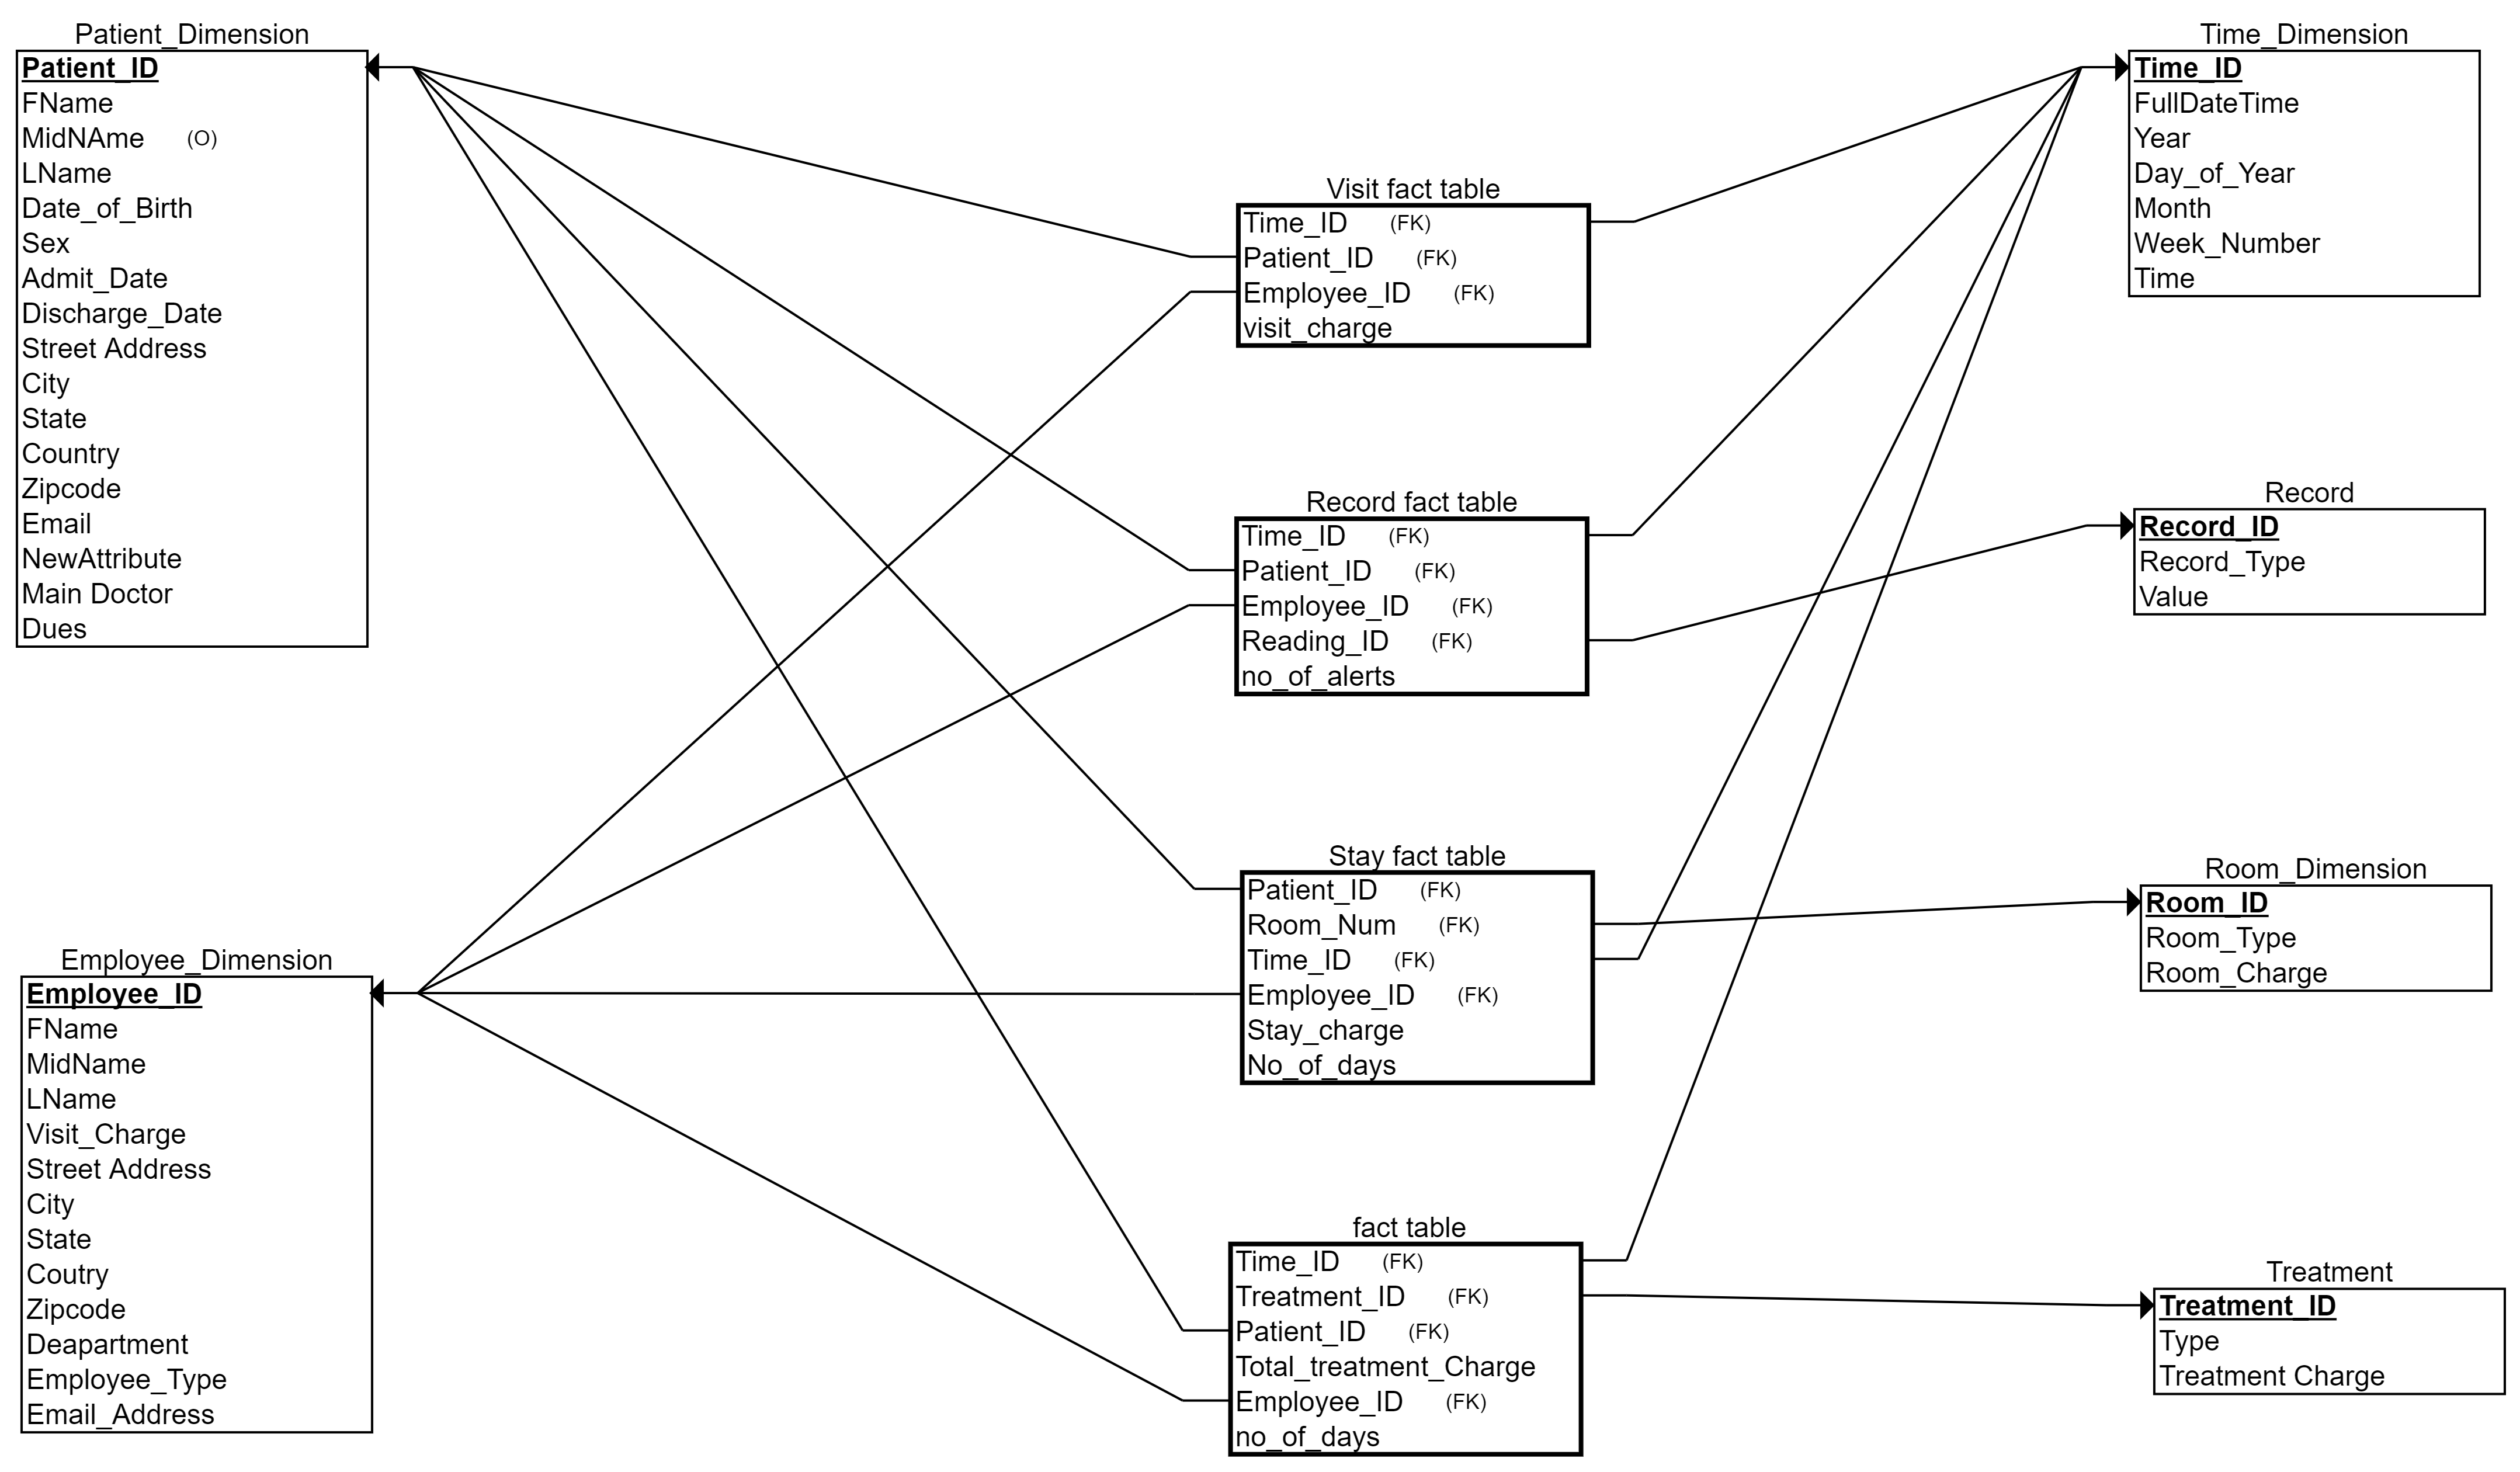 Patient_Dimension
Patient_ID
FName
MidNAme (O)
LName
Date_of_Birth
Sex
Admit_Date
Discharge_Date
Street Address
City
State
Country
Zipcode
Email
NewAttribute
Main Doctor
Dues
Employee_Dimension
Employee_ID
FName
MidName
LName
Visit_Charge
Street Address
City
State
Coutry
Zipcode
Deapartment
Employee_Type
Email_Address
Visit fact table
Time_ID (FK)
Patient_ID (FK)
Employee_ID (FK)
visit_charge
Record fact table
Time_ID (FK)
Patient_ID (FK)
Employee_ID (FK)
Reading_ID (FK)
no_of_alerts
Stay fact table
Patient_ID (FK)
Room_Num (FK)
Time_ID (FK)
Employee_ID (FK)
Stay_charge
No_of_days
fact table
Time_ID (FK)
Treatment_ID (FK)
Patient_ID (FK)
Total_treatment_Charge
Employee_ID (FK)
no_of_days
Time_Dimension
Time_ID
FullDateTime
Year
Day_of_Year
Month
Week_Number
Time
Record
Record_ID
Record_Type
Value
Room_Dimension
Room_ID
Room_Type
Room_Charge
Treatment
Treatment_ID
Type
Treatment Charge